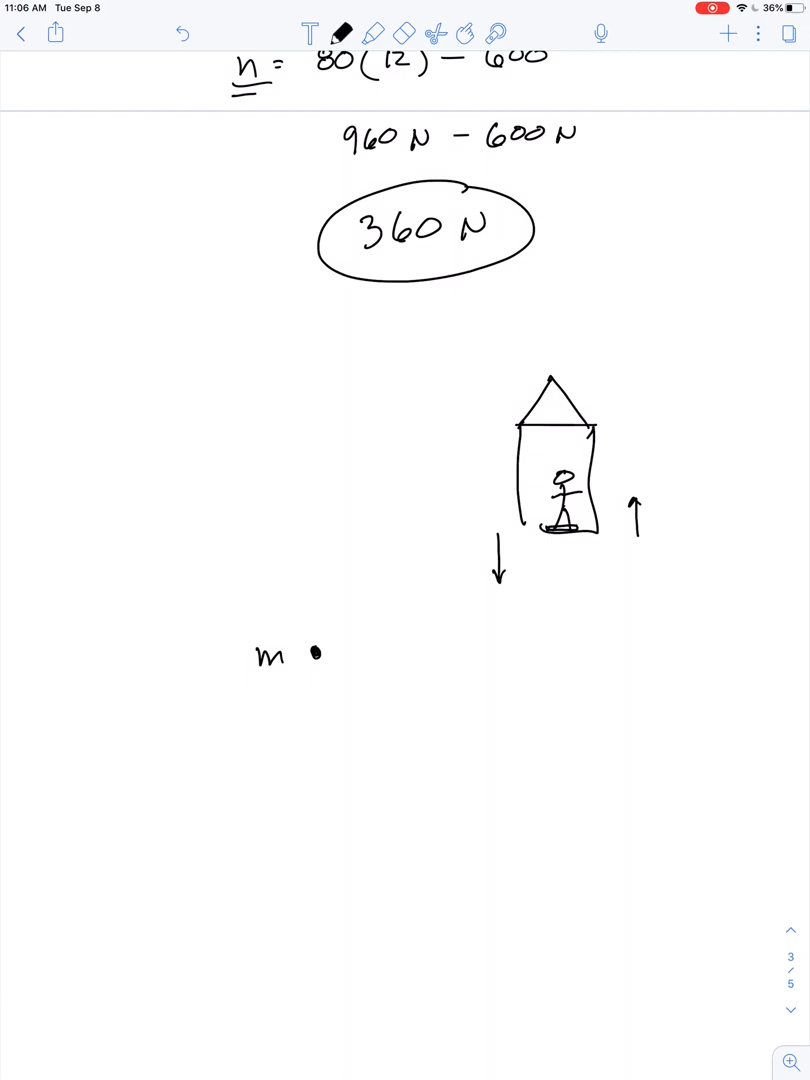 11:06 AM Tue Sep 8
36%
T
n = 80(12) - 600
960 N - 600 N
360 N
m
3
/
5